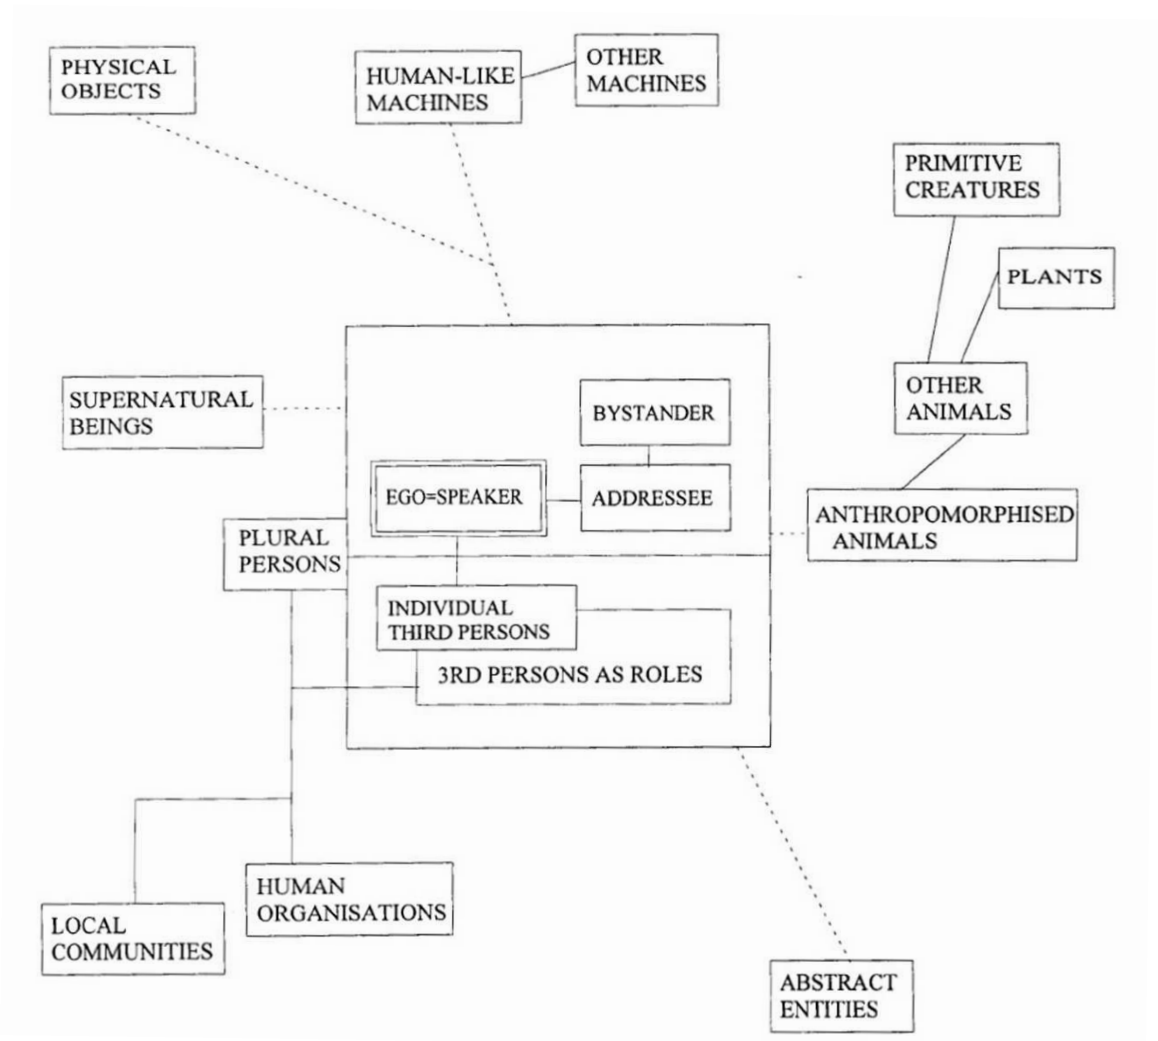 PHYSICAL
OBJECTS
HUMAN-LIKE
MACHINES
OTHER
MACHINES
PRIMITIVE
CREATURES
PLANTS
OTHER
ANIMALS
SUPERNATURAL
BEINGS
BYSTANDER
EGO=SPEAKER
ADDRESSEE
ANTHROPOMORPHISED
ANIMALS
PLURAL
PERSONS
INDIVIDUAL
THIRD PERSONS
3RD PERSONS AS ROLES
HUMAN
ORGANISATIONS
LOCAL
COMMUNITIES
ABSTRACT
ENTITIES